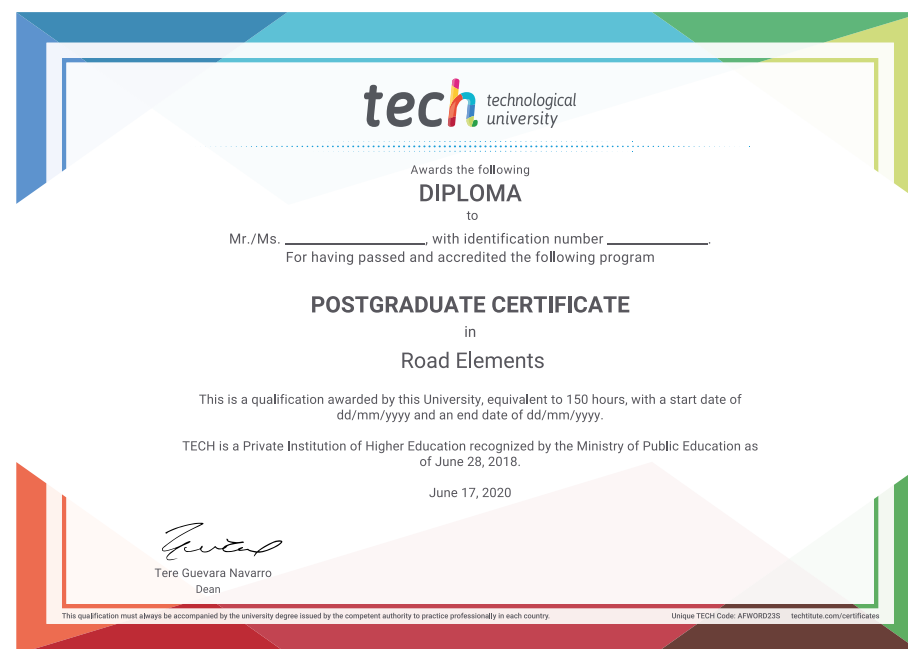 tech technological
university
Awards the following
DIPLOMA
to
Mr./Ms. ______________, with identification number __________.
For having passed and accredited the following program
POSTGRADUATE CERTIFICATE
in
Road Elements
This is a qualification awarded by this University, equivalent to 150 hours, with a start date of
dd/mm/yyyy and an end date of dd/mm/yyyy.
TECH is a Private Institution of Higher Education recognized by the Ministry of Public Education as
of June 28, 2018.
June 17, 2020
Tere Guevara Navarro
Dean
This qualification must always be accompanied by the university degree issued by the competent authority to practice professionally in each country. Unique TECH Code: AFWORD23S techtitute.com/certificates